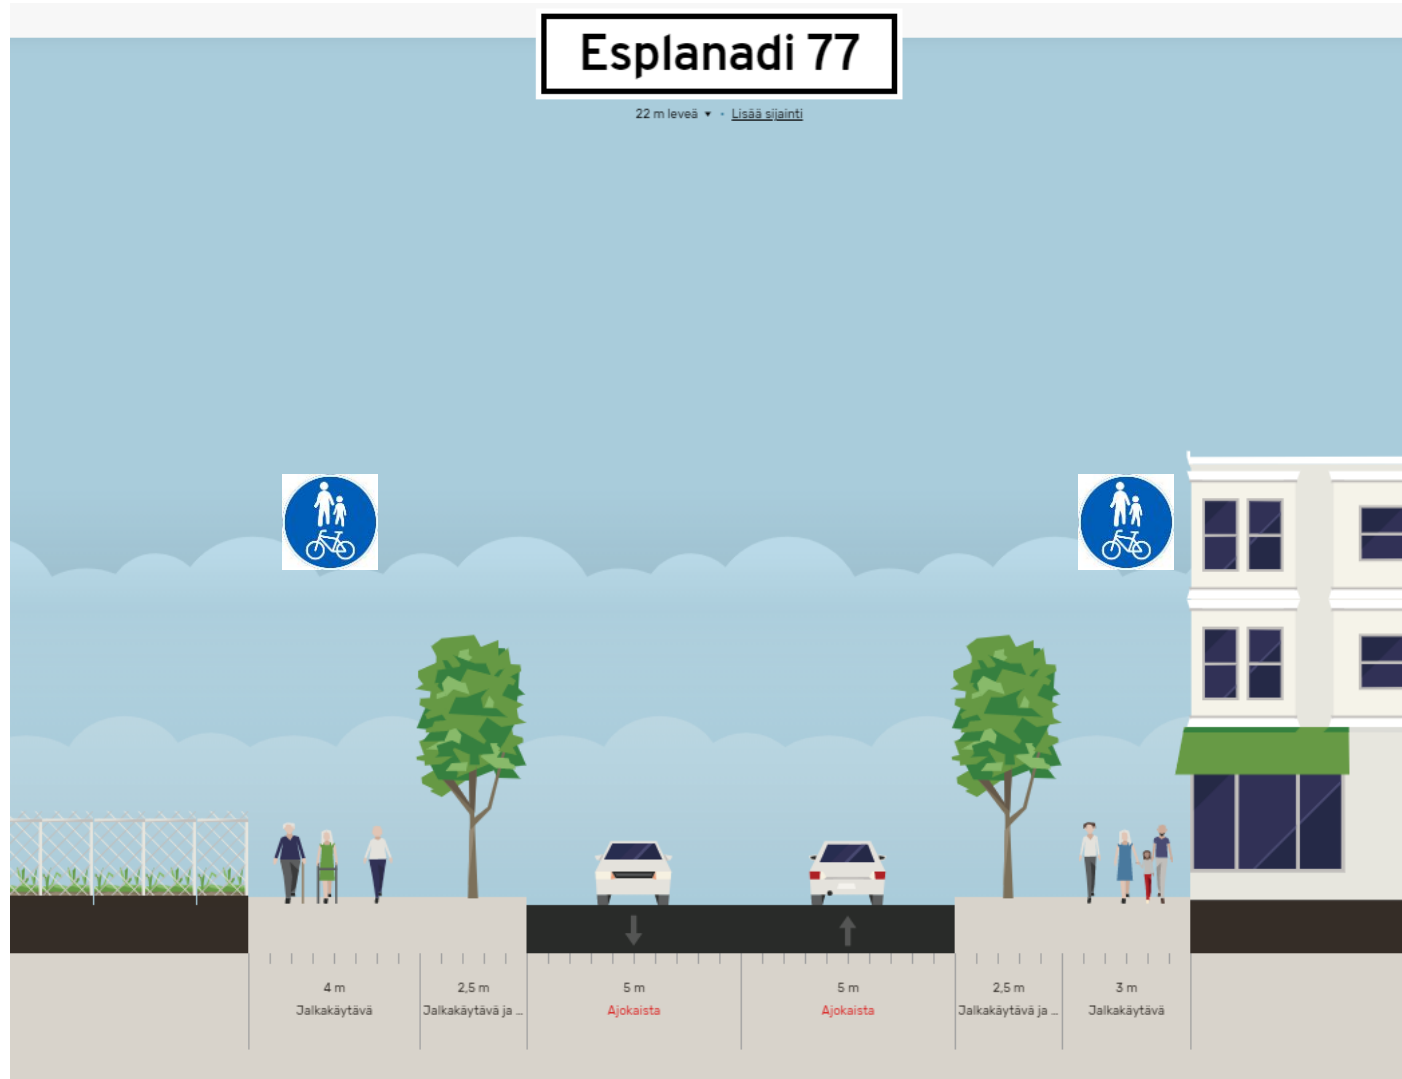 Esplanadi 77
22 m leveä ▾ · Lisää sijainti
4 m
Jalkakäytävä
2,5 m
Jalkakäytävä ja ...
5 m
Ajokaista
5 m
Ajokaista
2,5 m
Jalkakäytävä ja ...
3 m
Jalkakäytävä